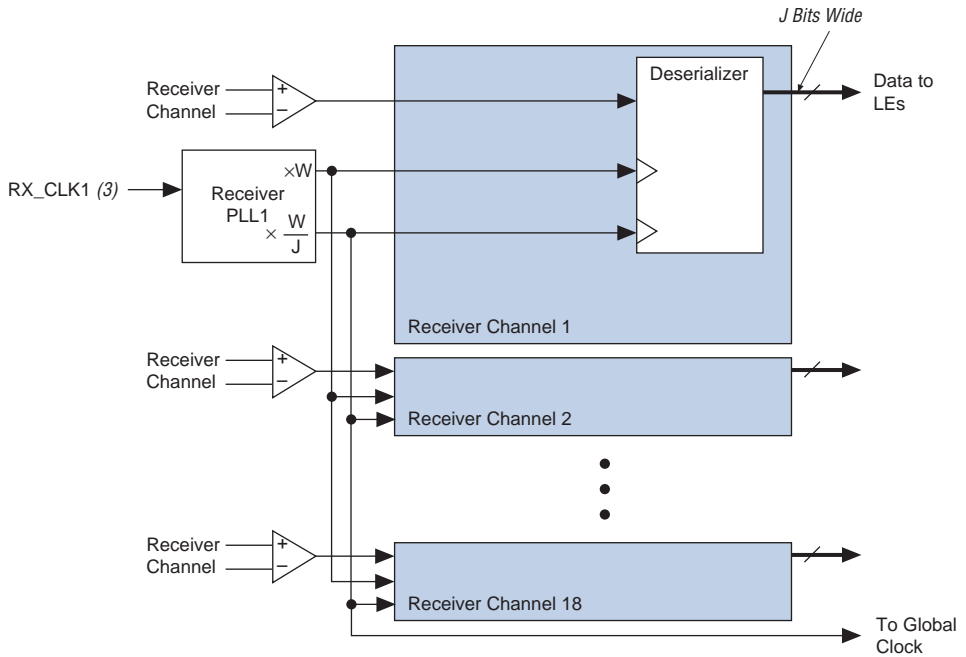 J Bits Wide
Deserializer
Receiver
Channel
+
−
Data to
LEs
RX_CLK1 (3)
×W
Receiver
PLL1
× W
J
Receiver Channel 1
Receiver
Channel
+
−
Receiver Channel 2
Receiver
Channel
+
−
Receiver Channel 18
To Global
Clock